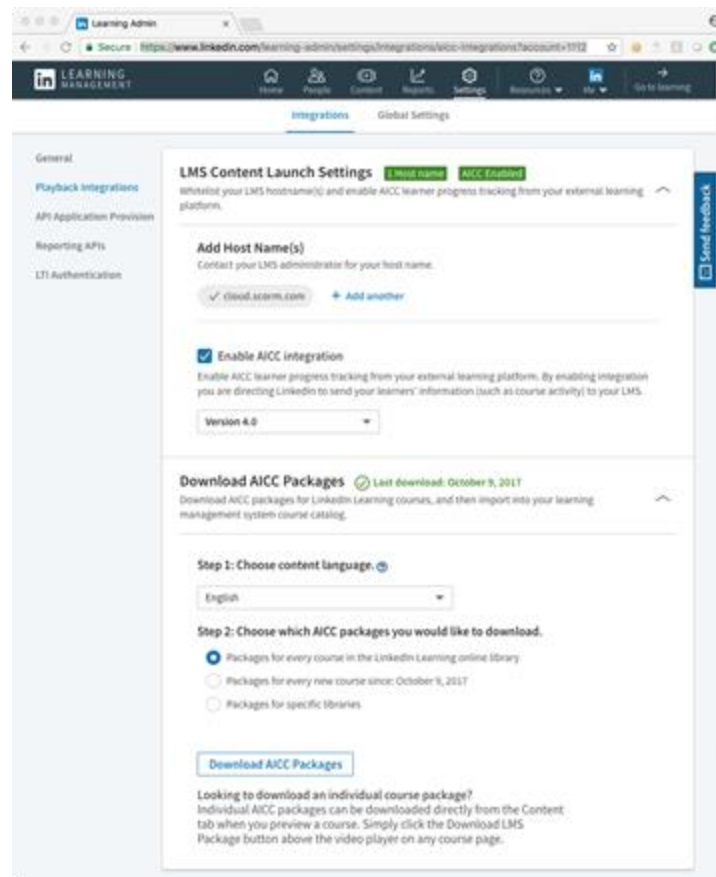 Learning Admin
Secure https://www.linkedin.com/learning-admin/settings/integrations/aicc-integrations?account=1112
in LEARNING MANAGEMENT
Home People Content Reports Settings Resources Me Go to learning
Integrations Global Settings
General
Playback Integrations
API Application Provision
Reporting APIs
LTI Authentication
LMS Content Launch Settings 1 Host name AICC Enabled
Whitelist your LMS hostname(s) and enable AICC learner progress tracking from your external learning
platform.
Add Host Name(s)
Contact your LMS administrator for your host name.
cloud.scorm.com + Add another
Enable AICC integration
Enable AICC learner progress tracking from your external learning platform. By enabling integration
you are directing LinkedIn to send your learners' information (such as course activity) to your LMS.
Version 4.0
Download AICC Packages Last download: October 9, 2017
Download AICC packages for LinkedIn Learning courses, and then import into your learning
management system course catalog.
Step 1: Choose content language.
English
Step 2: Choose which AICC packages you would like to download.
Packages for every course in the LinkedIn Learning online library
Packages for every new course since: October 9, 2017
Packages for specific libraries
Download AICC Packages
Looking to download an individual course package?
Individual AICC packages can be downloaded directly from the Content
tab when you preview a course. Simply click the Download LMS
Package button above the video player on any course page.
Send feedback